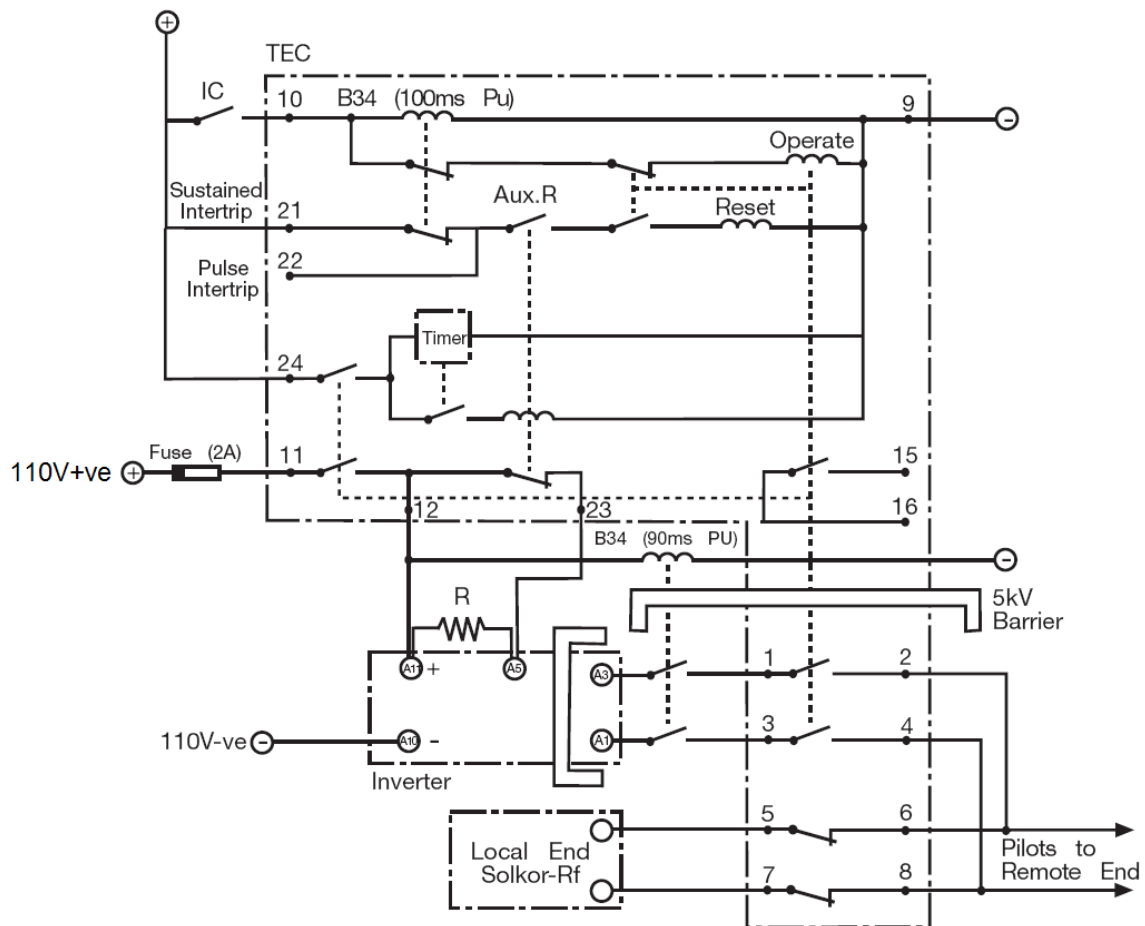 +
TEC
IC
10
B34 (100ms Pu)
9
-
Operate
Sustained
Intertrip
21
Aux.R
Reset
22
Pulse
Intertrip
Timer
24
Fuse (2A)
110V+ve +
11
15
12
23
16
B34 (90ms PU)
-
5kV
Barrier
R
A11 +
A5
A3
1
2
110V-ve -
A10 -
A1
3
4
Inverter
5
6
Local End
Solkor-Rf
Pilots to
Remote End
7
8